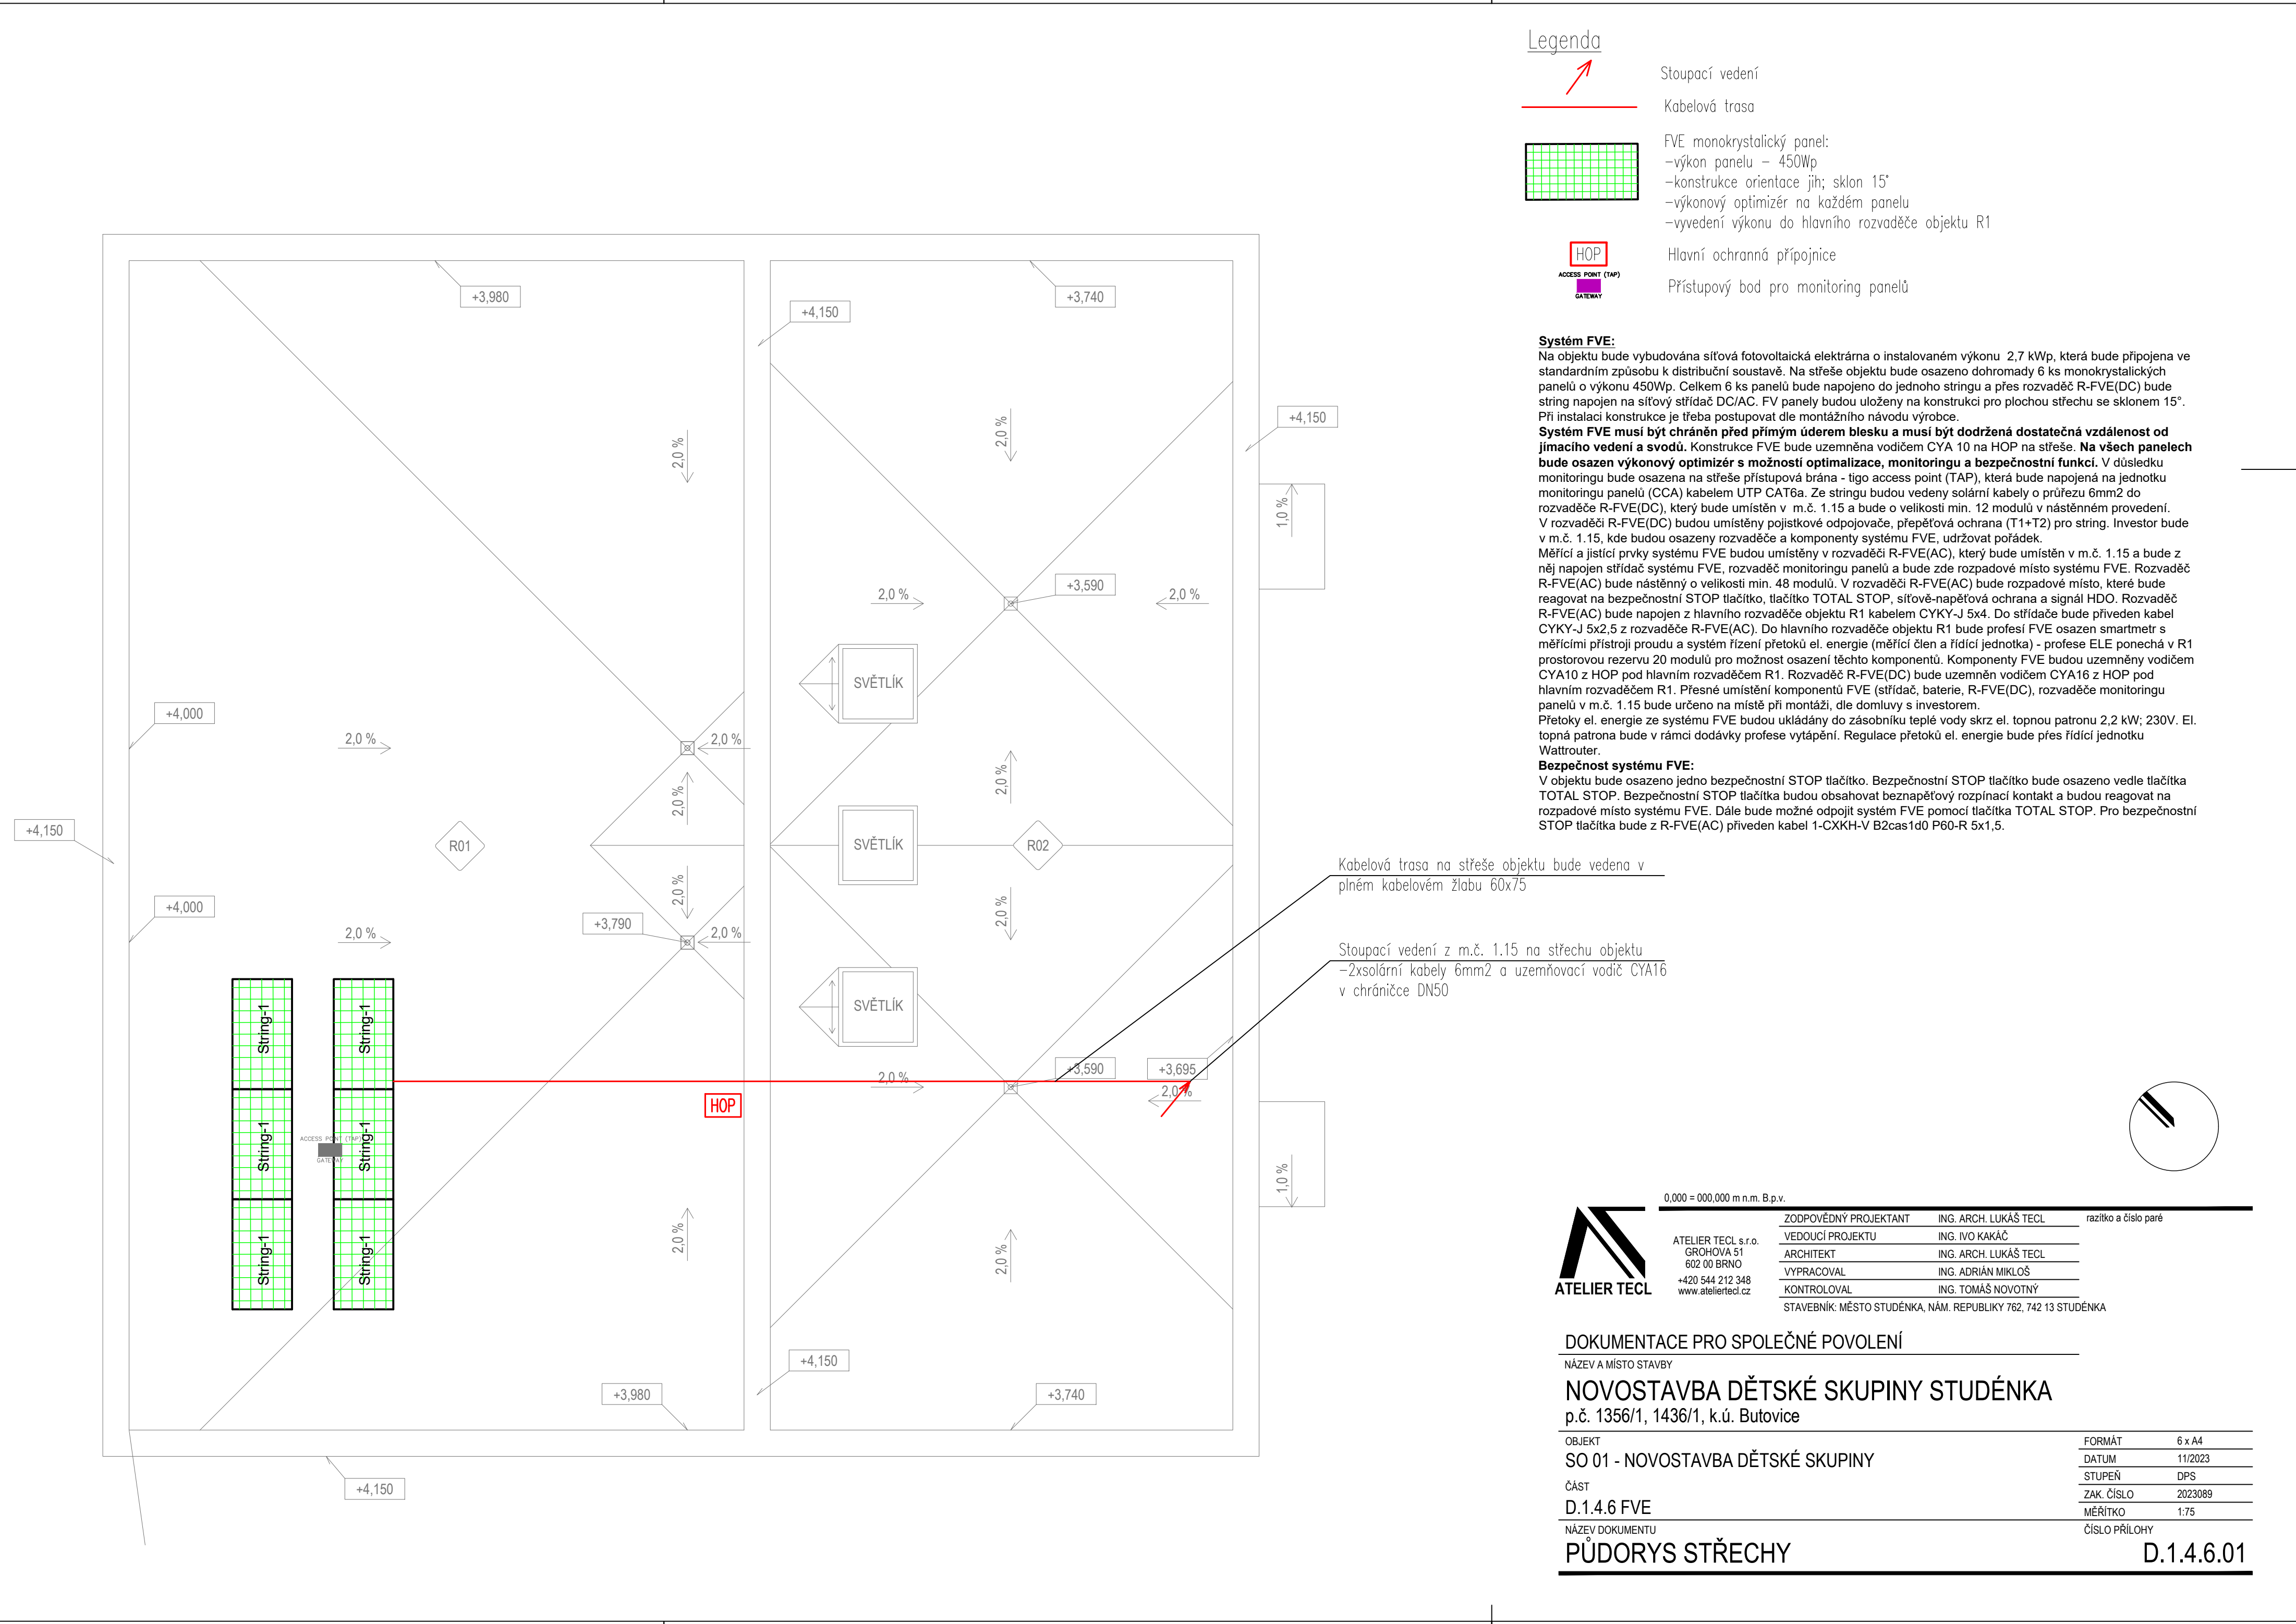 Legenda
Stoupací vedení
Kabelová trasa
FVE monokrystalický panel:
-výkon panelu - 450Wp
-konstrukce orientace jih; sklon 15°
-výkonový optimizér na každém panelu
-vyvedení výkonu do hlavního rozvaděče objektu R1
HOP
Hlavní ochranná přípojnice
ACCESS POINT (TAP)
GATEWAY
Přístupový bod pro monitoring panelů
Systém FVE:
Na objektu bude vybudována síťová fotovoltaická elektrárna o instalovaném výkonu 2,7 kWp, která bude připojena ve
standardním způsobu k distribuční soustavě. Na střeše objektu bude osazeno dohromady 6 ks monokrystalických
panelů o výkonu 450Wp. Celkem 6 ks panelů bude napojeno do jednoho stringu a přes rozvaděč R-FVE(DC) bude
string napojen na síťový střídač DC/AC. FV panely budou uloženy na konstrukci pro plochou střechu se sklonem 15°.
Při instalaci konstrukce je třeba postupovat dle montážního návodu výrobce.
Systém FVE musí být chráněn před přímým úderem blesku a musí být dodržená dostatečná vzdálenost od
jímacího vedení a svodů. Konstrukce FVE bude uzemněna vodičem CYA 10 na HOP na střeše. Na všech panelech
bude osazen výkonový optimizér s možností optimalizace, monitoringu a bezpečnostní funkcí. V důsledku
monitoringu bude osazena na střeše přístupová brána - tigo access point (TAP), která bude napojená na jednotku
monitoringu panelů (CCA) kabelem UTP CAT6a. Ze stringu budou vedeny solární kabely o průřezu 6mm2 do
rozvaděče R-FVE(DC), který bude umístěn v m.č. 1.15 a bude o velikosti min. 12 modulů v nástěnném provedení.
V rozvaděči R-FVE(DC) budou umístěny pojistkové odpojovače, přepěťová ochrana (T1+T2) pro string. Investor bude
v m.č. 1.15, kde budou osazeny rozvaděče a komponenty systému FVE, udržovat pořádek.
Měřící a jistící prvky systému FVE budou umístěny v rozvaděči R-FVE(AC), který bude umístěn v m.č. 1.15 a bude z
něj napojen střídač systému FVE, rozvaděč monitoringu panelů a bude zde rozpadové místo systému FVE. Rozvaděč
R-FVE(AC) bude nástěnný o velikosti min. 48 modulů. V rozvaděči R-FVE(AC) bude rozpadové místo, které bude
reagovat na bezpečnostní STOP tlačítko, tlačítko TOTAL STOP, síťově-napěťová ochrana a signál HDO. Rozvaděč
R-FVE(AC) bude napojen z hlavního rozvaděče objektu R1 kabelem CYKY-J 5x4. Do střídače bude přiveden kabel
CYKY-J 5x2,5 z rozvaděče R-FVE(AC). Do hlavního rozvaděče objektu R1 bude profesí FVE osazen smartmetr s
měřícími přístroji proudu a systém řízení přetoků el. energie (měřící člen a řídící jednotka) - profese ELE ponechá v R1
prostorovou rezervu 20 modulů pro možnost osazení těchto komponentů. Komponenty FVE budou uzemněny vodičem
CYA10 z HOP pod hlavním rozvaděčem R1. Rozvaděč R-FVE(DC) bude uzemněn vodičem CYA16 z HOP pod
hlavním rozvaděčem R1. Přesné umístění komponentů FVE (střídač, baterie, R-FVE(DC), rozvaděče monitoringu
panelů v m.č. 1.15 bude určeno na místě při montáži, dle domluvy s investorem.
Přetoky el. energie ze systému FVE budou ukládány do zásobníku teplé vody skrz el. topnou patronu 2,2 kW; 230V. El.
topná patrona bude v rámci dodávky profese vytápění. Regulace přetoků el. energie bude přes řídící jednotku
Wattrouter.
Bezpečnost systému FVE:
V objektu bude osazeno jedno bezpečnostní STOP tlačítko. Bezpečnostní STOP tlačítko bude osazeno vedle tlačítka
TOTAL STOP. Bezpečnostní STOP tlačítka budou obsahovat beznapěťový rozpínací kontakt a budou reagovat na
rozpadové místo systému FVE. Dále bude možné odpojit systém FVE pomocí tlačítka TOTAL STOP. Pro bezpečnostní
STOP tlačítka bude z R-FVE(AC) přiveden kabel 1-CXKH-V B2cas1d0 P60-R 5x1,5.
+3,980
+3,740
+4,150
+4,150
2,0 %
2,0 %
1,0 %
+3,590
2,0 %
2,0 %
SVĚTLÍK
+4,000
2,0 %
2,0 %
2,0 %
2,0 %
+4,150
R01
SVĚTLÍK
R02
Kabelová trasa na střeše objektu bude vedena v
plném kabelovém žlabu 60x75
2,0 %
2,0 %
+4,000
+3,790
2,0 %
2,0 %
Stoupací vedení z m.č. 1.15 na střechu objektu
-2xsolární kabely 6mm2 a uzemňovací vodič CYA16
v chráničce DN50
SVĚTLÍK
String-1
String-1
+3,590
+3,695
2,0 %
2,0 %
HOP
String-1
String-1
ACCESS POINT (TAP)
GATEWAY
1,0 %
2,0 %
2,0 %
String-1
String-1
+4,150
+3,980
+3,740
+4,150
0,000 = 000,000 m n.m. B.p.v.
ATELIER TECL
ATELIER TECL s.r.o.
GROHOVA 51
602 00 BRNO
+420 544 212 348
www.ateliertecl.cz
ZODPOVĚDNÝ PROJEKTANT ING. ARCH. LUKÁŠ TECL
razítko a číslo paré
VEDOUCÍ PROJEKTU ING. IVO KAKÁČ
ARCHITEKT ING. ARCH. LUKÁŠ TECL
VYPRACOVAL ING. ADRIÁN MIKLOŠ
KONTROLOVAL ING. TOMÁŠ NOVOTNÝ
STAVEBNÍK: MĚSTO STUDÉNKA, NÁM. REPUBLIKY 762, 742 13 STUDÉNKA
DOKUMENTACE PRO SPOLEČNÉ POVOLENÍ
NÁZEV A MÍSTO STAVBY
NOVOSTAVBA DĚTSKÉ SKUPINY STUDÉNKA
p.č. 1356/1, 1436/1, k.ú. Butovice
OBJEKT
SO 01 - NOVOSTAVBA DĚTSKÉ SKUPINY
ČÁST
D.1.4.6 FVE
FORMÁT 6 x A4
DATUM 11/2023
STUPEŇ DPS
ZAK. ČÍSLO 2023089
MĚŘÍTKO 1:75
NÁZEV DOKUMENTU
PŮDORYS STŘECHY
ČÍSLO PŘÍLOHY
D.1.4.6.01